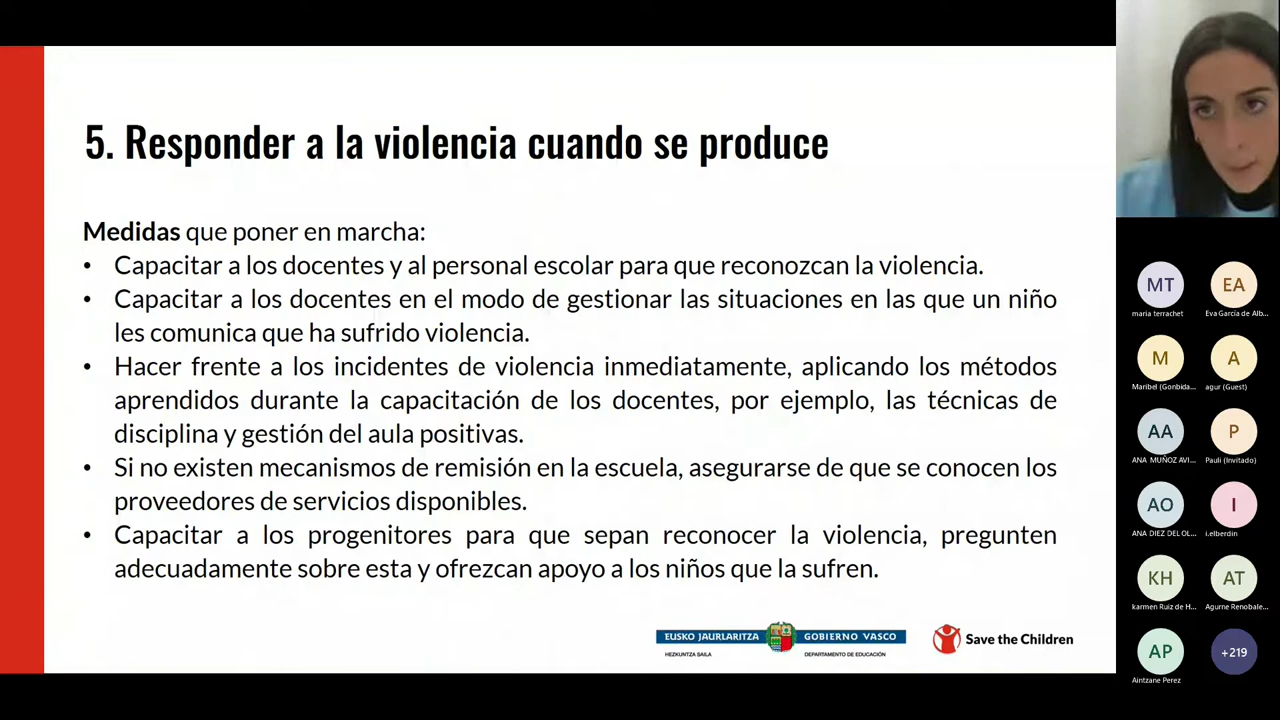 5. Responder a la violencia cuando se produce
Medidas que poner en marcha:
• Capacitar a los docentes y al personal escolar para que reconozcan la violencia.
• Capacitar a los docentes en el modo de gestionar las situaciones en las que un niño
les comunica que ha sufrido violencia.
• Hacer frente a los incidentes de violencia inmediatamente, aplicando los métodos
aprendidos durante la capacitación de los docentes, por ejemplo, las técnicas de
disciplina y gestión del aula positivas.
• Si no existen mecanismos de remisión en la escuela, asegurarse de que se conocen los
proveedores de servicios disponibles.
• Capacitar a los progenitores para que sepan reconocer la violencia, pregunten
adecuadamente sobre esta y ofrezcan apoyo a los niños que la sufren.
EUSKO JAURLARITZA GOBIERNO VASCO
HEZKUNTZA SAILA DEPARTAMENTO DE EDUCACIÓN
Save the Children
MT EA
maria terrachet Eva García de Alb...
M A
Maribel (Gonbida... agur (Guest)
AA P
ANA MUÑOZ AVI... Pauli (Invitado)
AO I
ANA DIEZ DEL OL... i.elberdin
KH AT
karmen Ruiz de H... Agurne Renobale...
AP +219
Aintzane Perez